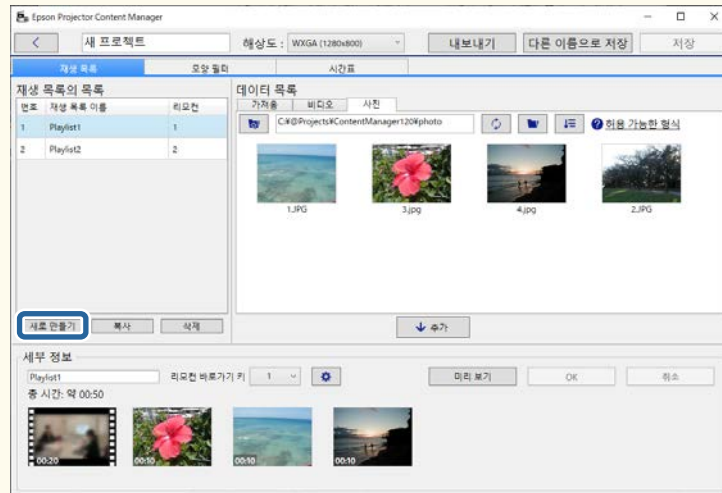 Epson Projector Content Manager
새 프로젝트 해상도 : WXGA (1280x800) 내보내기 다른 이름으로 저장 저장
재생 목록 모양 필터 시간표
재생 목록의 목록 데이터 목록
번호 재생 목록 이름 리모컨 가져옴 비디오 사진
C:₩@Projects₩ContentManager120₩photo 허용 가능한 형식
1 Playlist1 1
2 Playlist2 2
1.JPG 3.jpg 4.jpg 2.JPG
새로 만들기 복사 삭제 추가
세부 정보
Playlist1 리모컨 바로가기 키 1 미리 보기 OK 취소
총 시간: 약 00:50
00:20 00:10 00:10 00:10